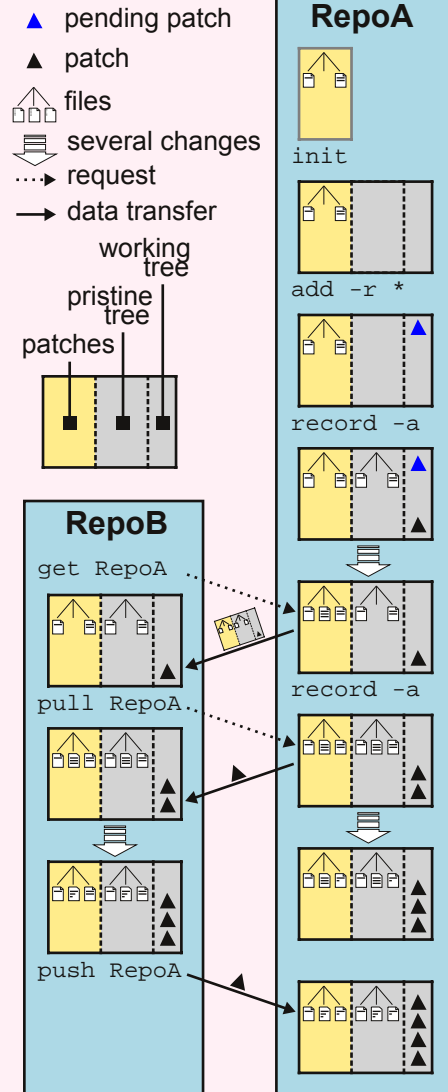 pending patch
patch
files
several changes
request
data transfer
working
tree
pristine
tree
patches
RepoA
init
add -r *
record -a
record -a
RepoB
get RepoA
pull RepoA
push RepoA